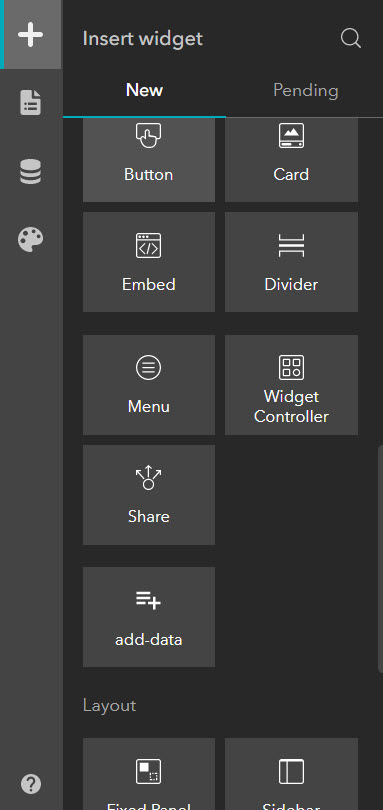 Insert widget
New
Pending
Button
Card
Embed
Divider
Menu
Widget
Controller
Share
add-data
Layout
Fixed Panel
Sidebar